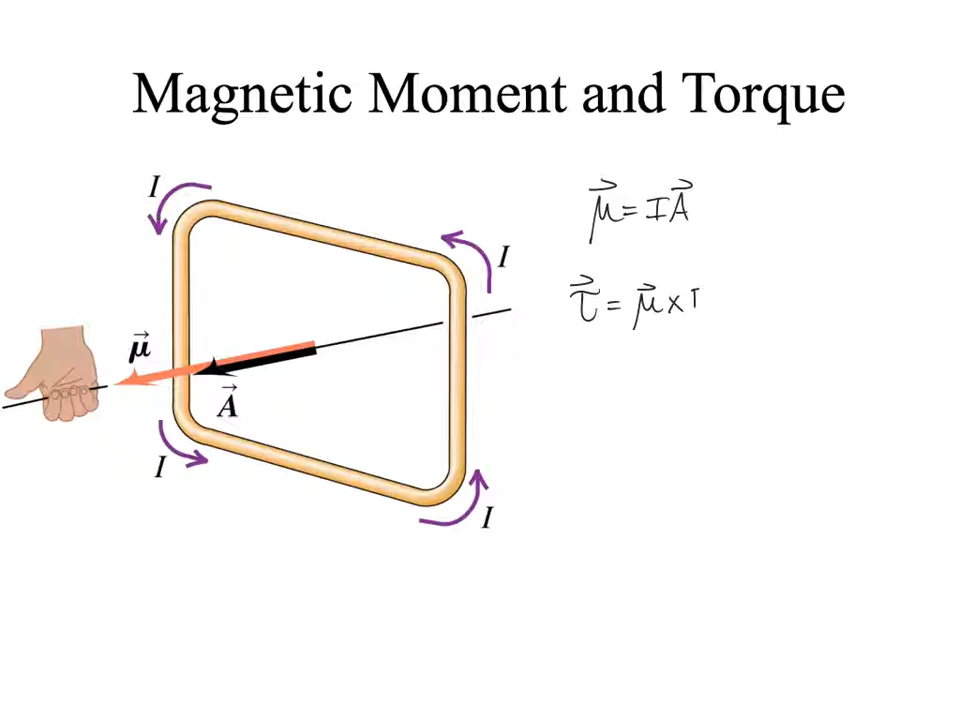 Magnetic Moment and Torque
I
I
μ⃗ = IA⃗
τ⃗ = μ⃗ ×
μ⃗
A⃗
I
I